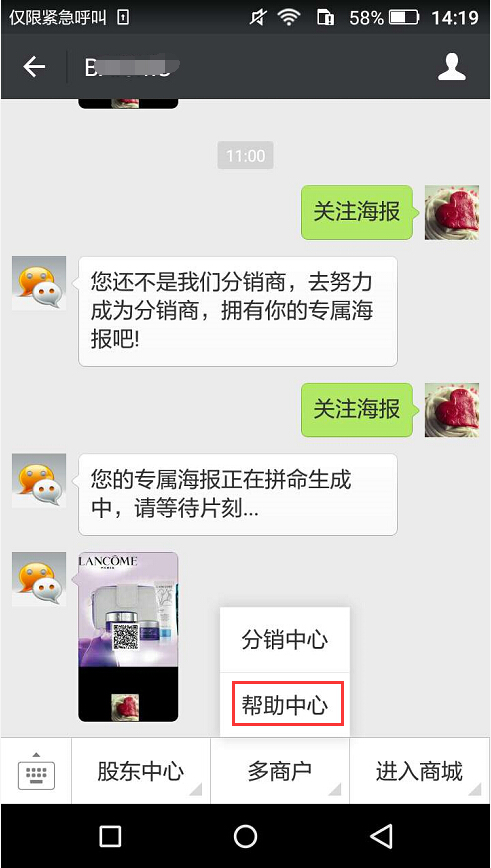 仅限紧急呼叫
58%
14:19
11:00
关注海报
您还不是我们分销商，去努力
成为分销商，拥有你的专属海
报吧!
关注海报
您的专属海报正在拼命生成
中，请等待片刻...
LANCÔME
分销中心
帮助中心
股东中心
多商户
进入商城